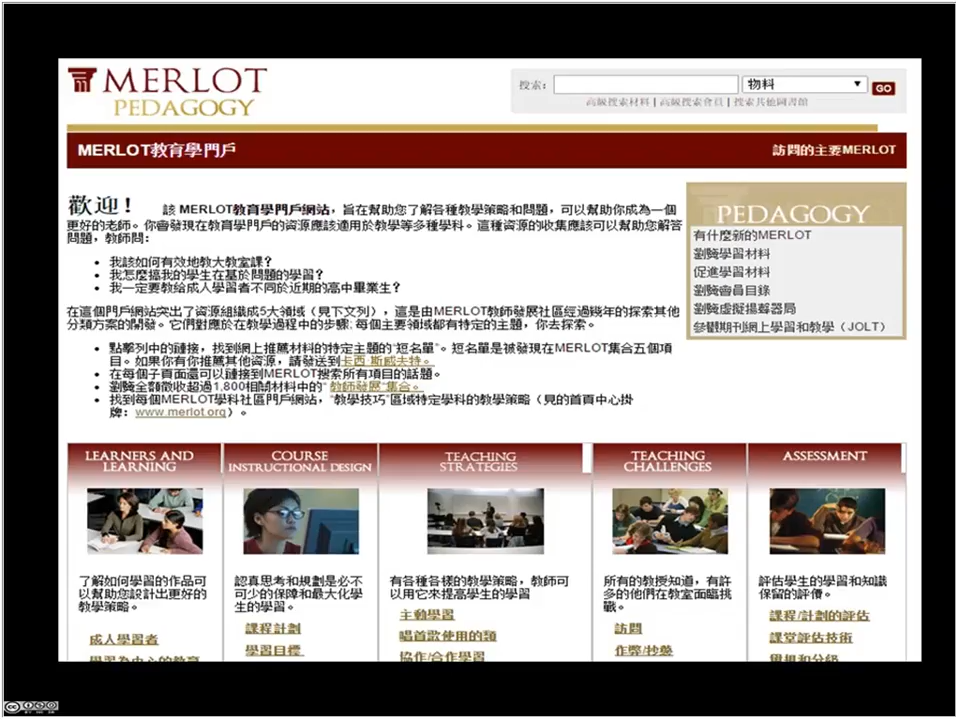 MERLOT
PEDAGOGY
搜索：
物料
GO
高級搜索材料 | 高級搜索會員 | 搜索其他圖書館
MERLOT教育學門戶
訪問的主要MERLOT
歡迎！ 該 MERLOT教育學門戶網站，旨在幫助您了解各種教學策略和問題，可以幫助你成為一個
更好的老師。你會發現在教育學門戶的資源應該適用於教學等多種學科。這種資源的收集應該可以幫助您解答
問題，教師問：
• 我該如何有效地教大教室課？
• 我怎麼搞我的學生在基於問題的學習？
• 我一定要教給成人學習者不同於近期的高中畢業生？
在這個門戶網站突出了資源組織成5大領域（見下文列），這是由MERLOT教師發展社區經過幾年的探索其他
分類方案的開發。它們對應於在教學過程中的步驟; 每個主要領域都有特定的主題，你去探索。
• 點擊列中的鏈接，找到網上推薦材料的特定主題的“短名單”。短名單是被發現在MERLOT集合五個項
目。如果你有你推薦其他資源，請發送到卡西·斯威夫特。
• 在每個子頁面還可以鏈接到MERLOT搜索所有項目的話題。
• 瀏覽全額徵收超過1,800相關材料中的“ 教師發展“集合。
• 找到每個MERLOT學科社區門戶網站，“教學技巧”區域特定學科的教學策略（見的首頁中心掛
牌：www.merlot.org）。
PEDAGOGY
有什麼新的MERLOT
瀏覽學習材料
促進學習材料
瀏覽會員目錄
瀏覽虛擬揚聲器局
參觀期刊網上學習和教學（JOLT）
LEARNERS AND
LEARNING
了解如何學習的作品可
以幫助您設計出更好的
教學策略。
成人學習者
學習為中心的教育
COURSE
INSTRUCTIONAL DESIGN
認真思考和規劃是必不
可少的保障和最大化學
生的學習。
課程計劃
學習目標
TEACHING
STRATEGIES
有各種各樣的教學策略，教師可
以用它來提高學生的學習
主動學習
唱首歌使用的類
協作/合作學習
TEACHING
CHALLENGES
所有的教授知道，有許
多的他們在教室面臨挑
戰。
訪問
作弊/抄襲
ASSESSMENT
評估學生的學習和知識
保留的評價。
課程/計劃的評估
課堂評估技術